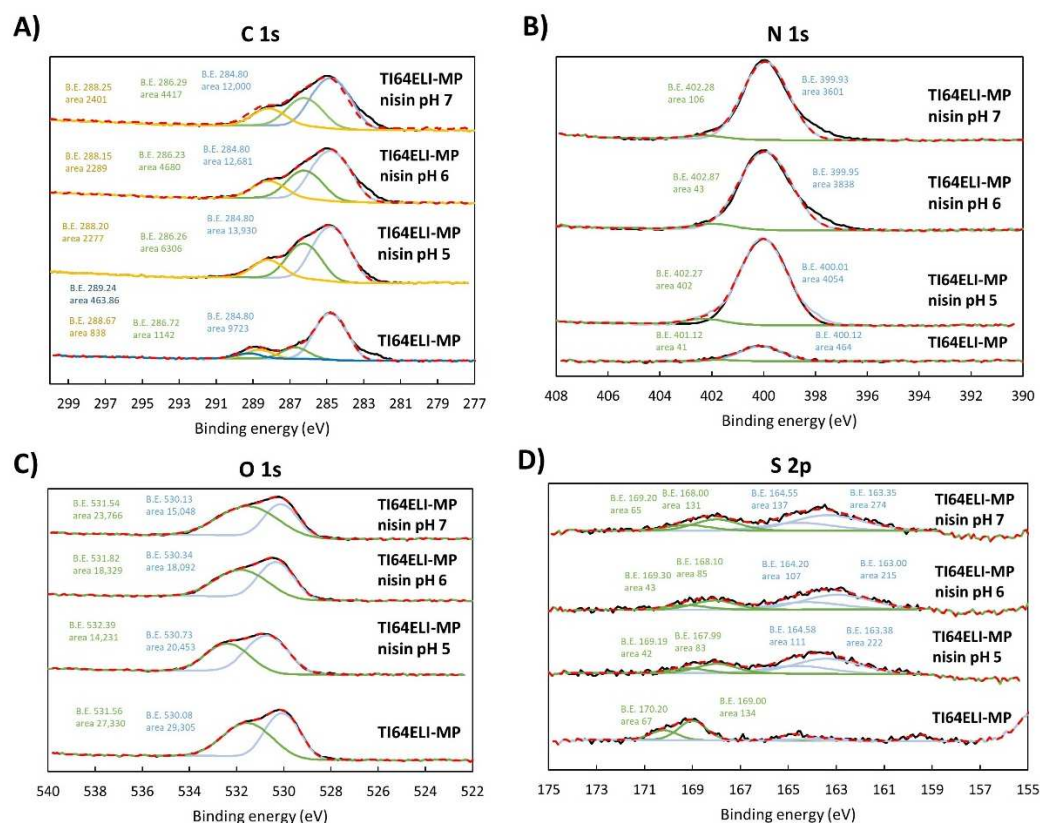 A)
C 1s
B.E. 288.25
area 2401
B.E. 286.29
area 4417
B.E. 284.80
12,000
TI64ELI-MP
nisin pH 7
B.E. 288.15
area 2289
B.E. 286.23
area 4680
B.E. 284.80
area 12,681
TI64ELI-MP
nisin pH 6
B.E. 288.20
area 2277
B.E. 286.26
area 6306
B.E. 284.80
area 13,930
TI64ELI-MP
nisin pH 5
B.E. 289.24
area 463.86
B.E. 288.67
area 838
B.E. 286.72
area 1142
B.E. 284.80
area 9723
TI64ELI-MP
299 297 295 293 291 289 287 285 283 281 279 277
Binding energy (eV)
B)
N 1s
B.E. 402.28
area 106
B.E. 399.93
area 3601
TI64ELI-MP
nisin pH 7
B.E. 402.87
area 43
B.E. 399.95
area 3838
TI64ELI-MP
nisin pH 6
B.E. 402.27
area 402
B.E. 400.01
area 4054
TI64ELI-MP
nisin pH 5
B.E. 401.12
area 41
B.E. 400.12
area 464
TI64ELI-MP
408 406 404 402 400 398 396 394 392 390
Binding energy (eV)
C)
O 1s
B.E. 531.54
area 23,766
B.E. 530.13
area 15,048
TI64ELI-MP
nisin pH 7
B.E. 531.82
area 18,329
B.E. 530.34
area 18,092
TI64ELI-MP
nisin pH 6
B.E. 532.39
area 14,231
B.E. 530.73
area 20,453
TI64ELI-MP
nisin pH 5
B.E. 531.56
area 27,330
B.E. 530.08
area 29,305
TI64ELI-MP
540 538 536 534 532 530 528 526 524 522
Binding energy (eV)
D)
S 2p
B.E. 169.20
area 65
B.E. 168.00
area 131
B.E. 164.55
area 137
B.E. 163.35
area 274
TI64ELI-MP
nisin pH 7
B.E. 169.30
area 43
B.E. 168.10
area 85
B.E. 164.20
area 107
B.E. 163.00
area 215
TI64ELI-MP
nisin pH 6
B.E. 169.19
area 42
B.E. 167.99
area 83
B.E. 164.58
area 111
B.E. 163.38
area 222
TI64ELI-MP
nisin pH 5
B.E. 170.20
area 67
B.E. 169.00
area 134
TI64ELI-MP
175 173 171 169 167 165 163 161 159 157 155
Binding energy (eV)